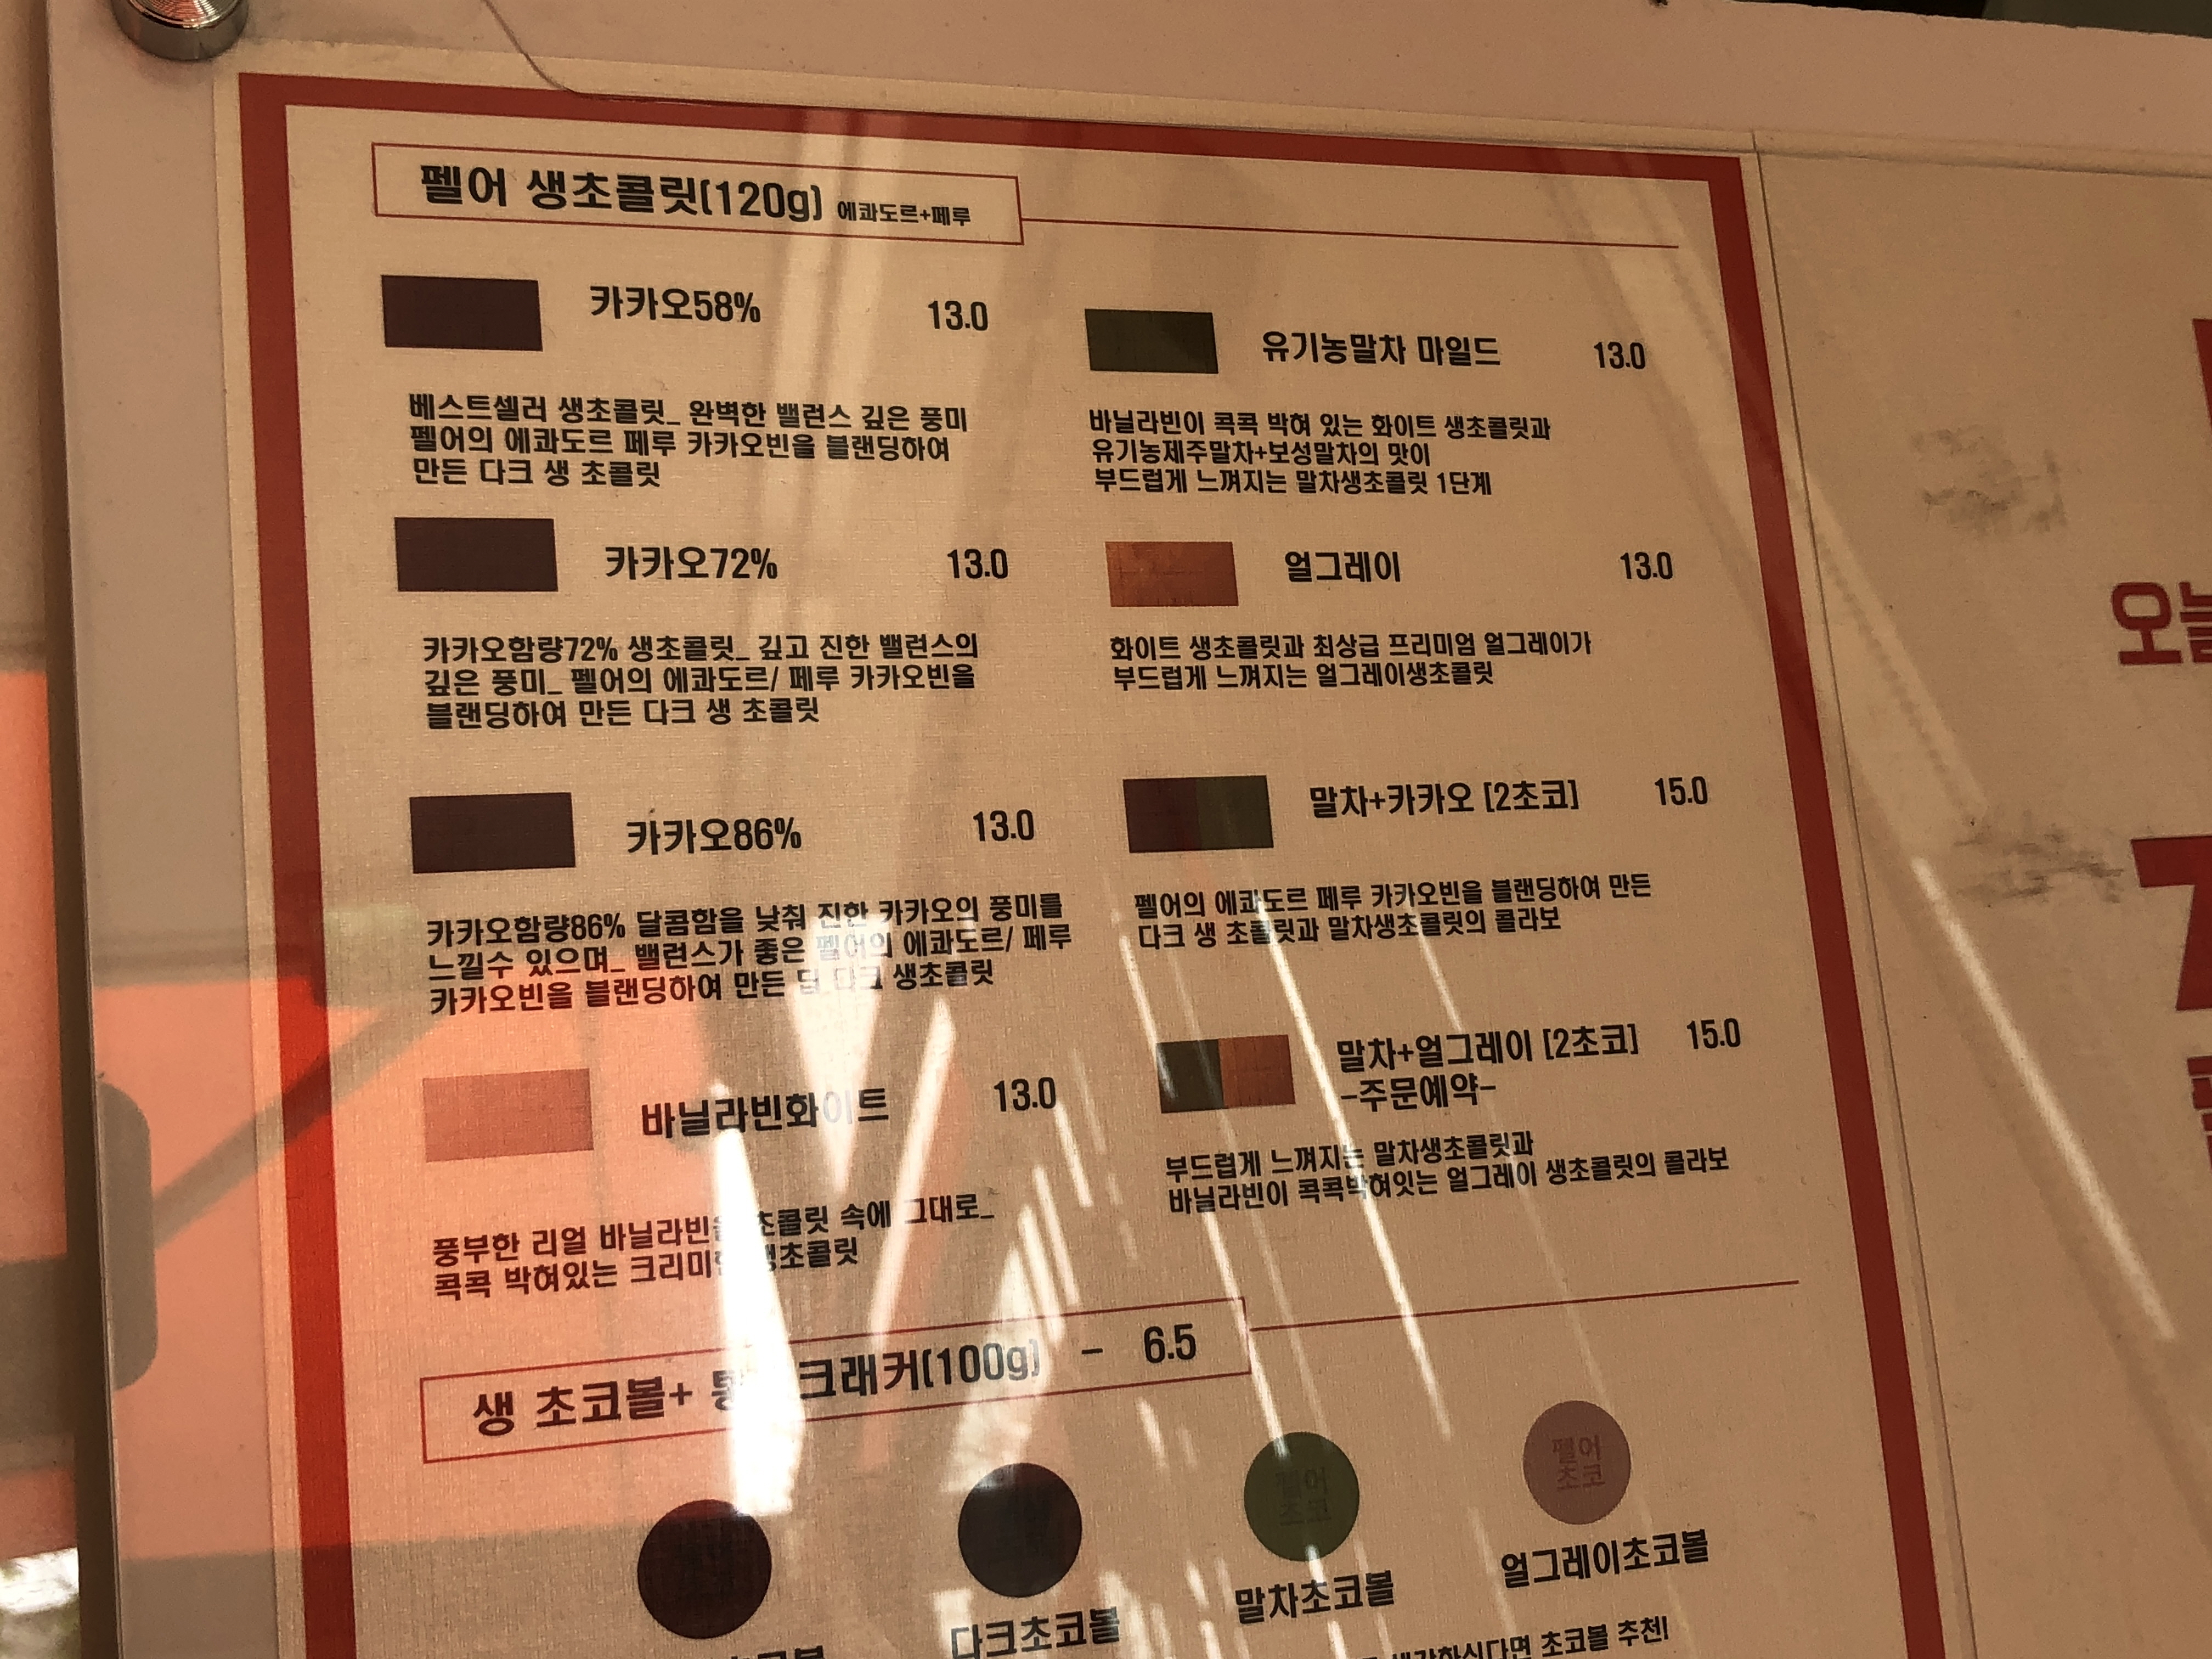 펠어 생초콜릿(120g) 에콰도르+페루
카카오58% 13.0
베스트셀러 생초콜릿_ 완벽한 밸런스 깊은 풍미
펠어의 에콰도르 페루 카카오빈을 블랜딩하여
만든 다크 생 초콜릿
카카오72% 13.0
카카오함량72% 생초콜릿_ 깊고 진한 밸런스의
깊은 풍미_ 펠어의 에콰도르/ 페루 카카오빈을
블랜딩하여 만든 다크 생 초콜릿
카카오86% 13.0
카카오함량86% 달콤함을 낮춰 진한 카카오의 풍미를
느낄수 있으며_ 밸런스가 좋은 펠어의 에콰도르/ 페루
카카오빈을 블랜딩하여 만든 딥 다크 생초콜릿
바닐라빈화이트 13.0
풍부한 리얼 바닐라빈을 초콜릿 속에 그대로_
콕콕 박혀있는 크리미한 생초콜릿
유기농말차 마일드 13.0
바닐라빈이 콕콕 박혀 있는 화이트 생초콜릿과
유기농제주말차+보성말차의 맛이
부드럽게 느껴지는 말차생초콜릿 1단계
얼그레이 13.0
화이트 생초콜릿과 최상급 프리미엄 얼그레이가
부드럽게 느껴지는 얼그레이생초콜릿
말차+카카오 [2초코] 15.0
펠어의 에콰도르 페루 카카오빈을 블랜딩하여 만든
다크 생 초콜릿과 말차생초콜릿의 콜라보
말차+얼그레이 [2초코] 15.0
-주문예약-
부드럽게 느껴지는 말차생초콜릿과
바닐라빈이 콕콕박혀잇는 얼그레이 생초콜릿의 콜라보
생 초코볼+ 크래커(100g) - 6.5
펠어
초코
펠어
초코
다크초코볼
말차초코볼
얼그레이초코볼
초코볼 추천!